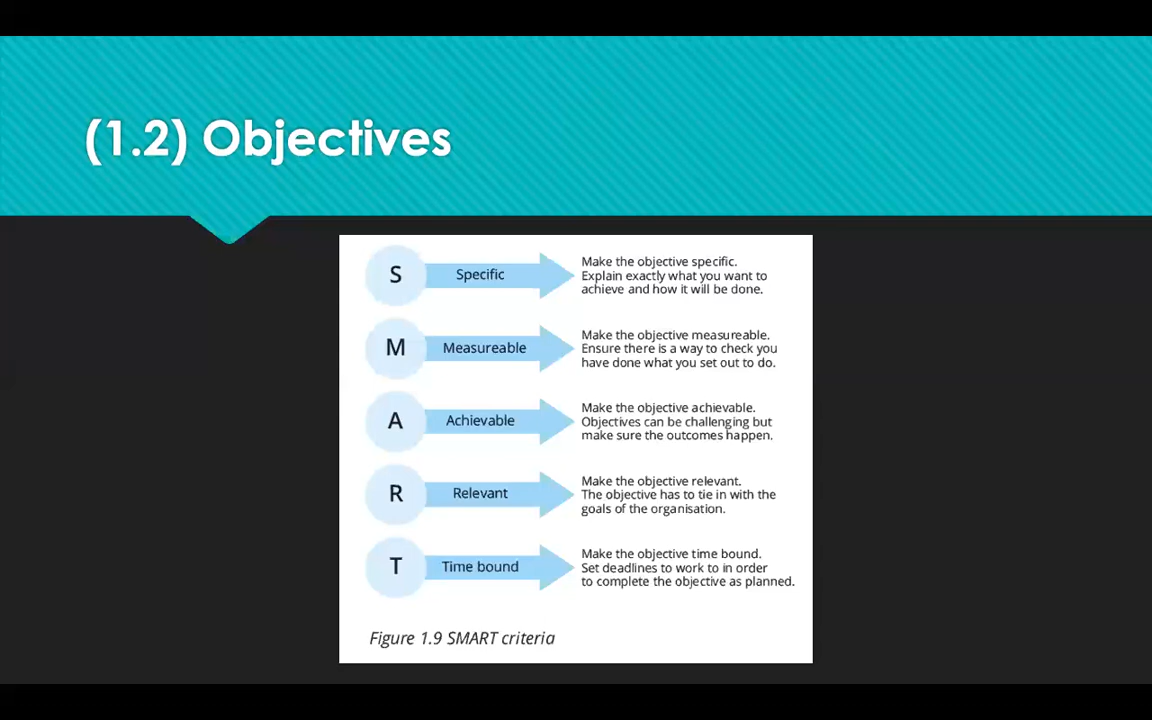 (1.2) Objectives
S
Specific
Make the objective specific.
Explain exactly what you want to
achieve and how it will be done.
M
Measureable
Make the objective measureable.
Ensure there is a way to check you
have done what you set out to do.
A
Achievable
Make the objective achievable.
Objectives can be challenging but
make sure the outcomes happen.
R
Relevant
Make the objective relevant.
The objective has to tie in with the
goals of the organisation.
T
Time bound
Make the objective time bound.
Set deadlines to work to in order
to complete the objective as planned.
Figure 1.9 SMART criteria